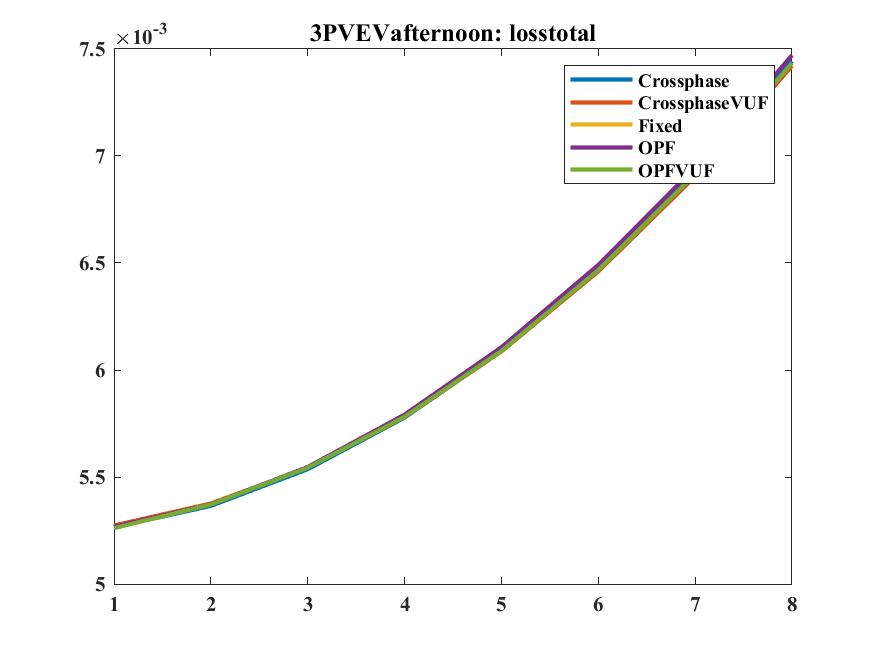 3PVEVafternoon: losstotal
×10-3
7.5
7
6.5
6
5.5
5
1 2 3 4 5 6 7 8
Crossphase
CrossphaseVUF
Fixed
OPF
OPFVUF